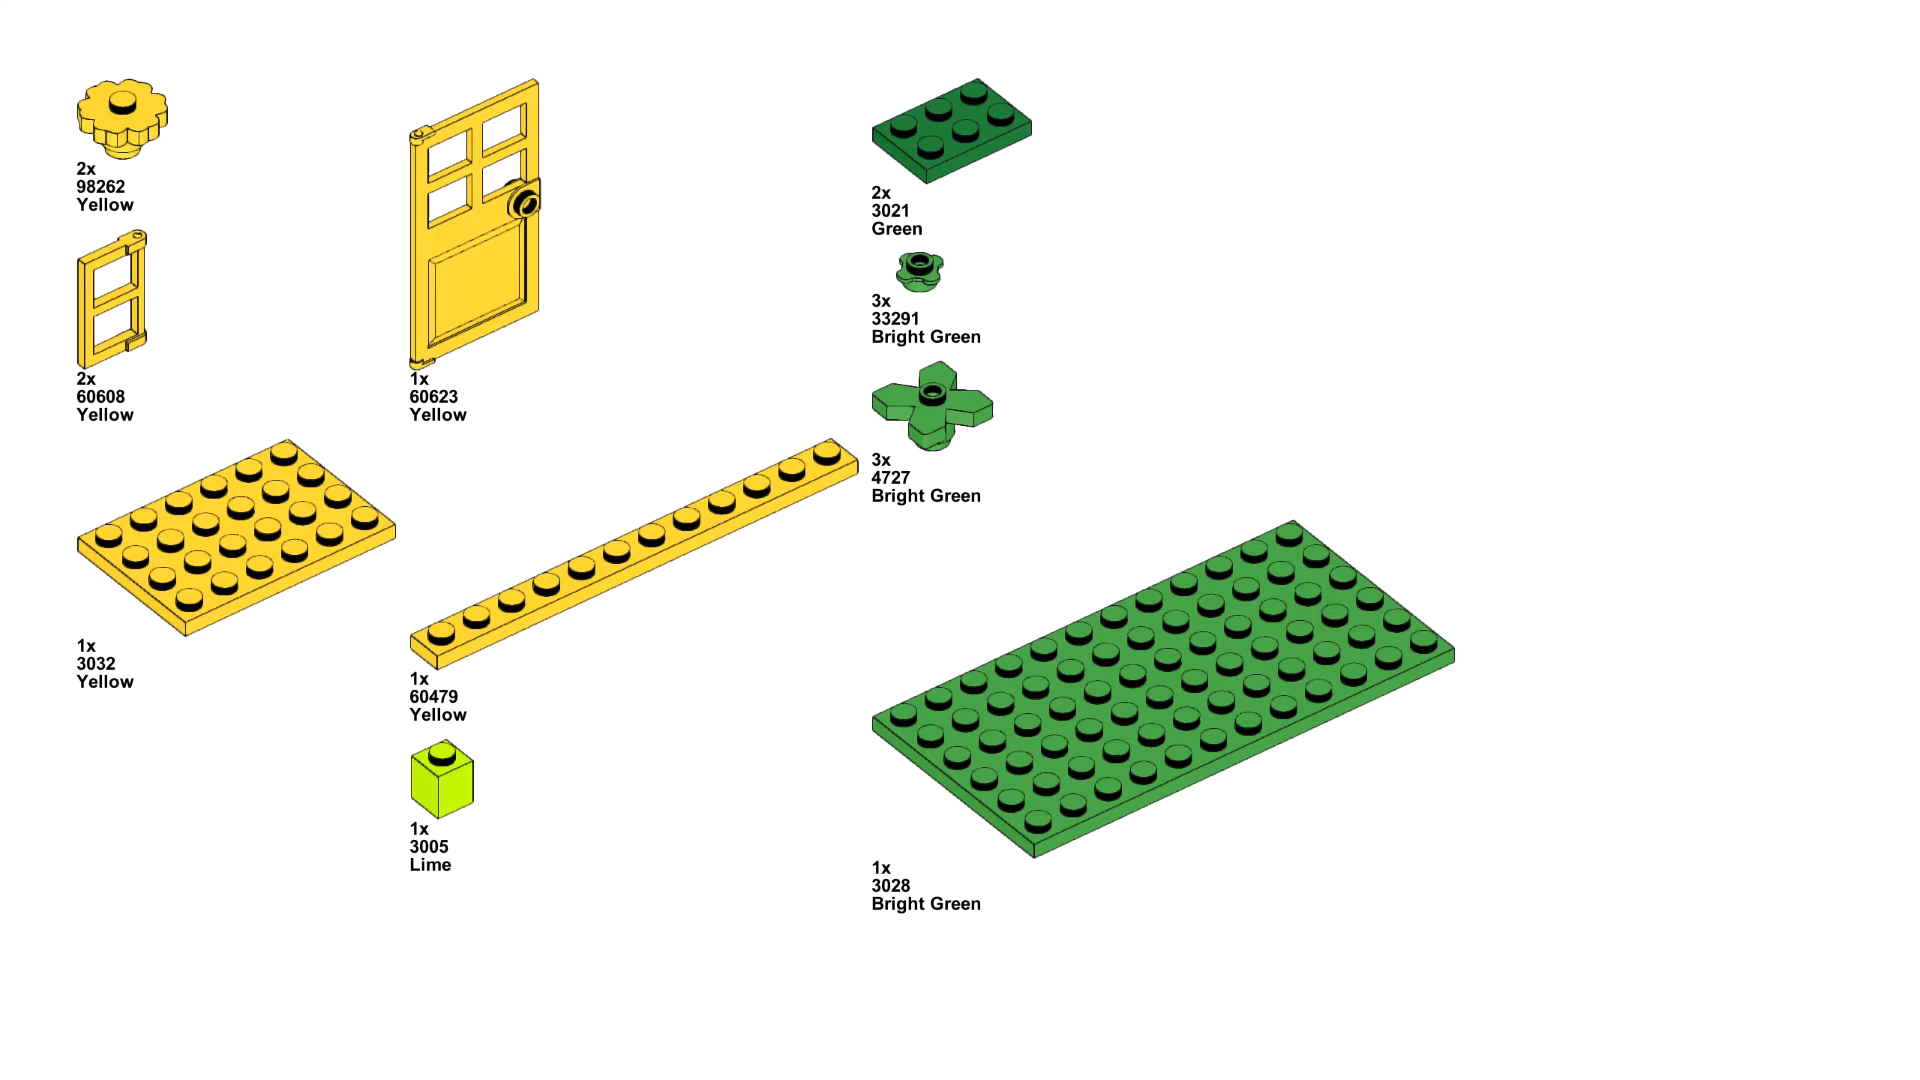 2x
98262
Yellow
2x
60608
Yellow
1x
3032
Yellow
1x
60623
Yellow
1x
60479
Yellow
1x
3005
Lime
2x
3021
Green
3x
33291
Bright Green
3x
4727
Bright Green
1x
3028
Bright Green